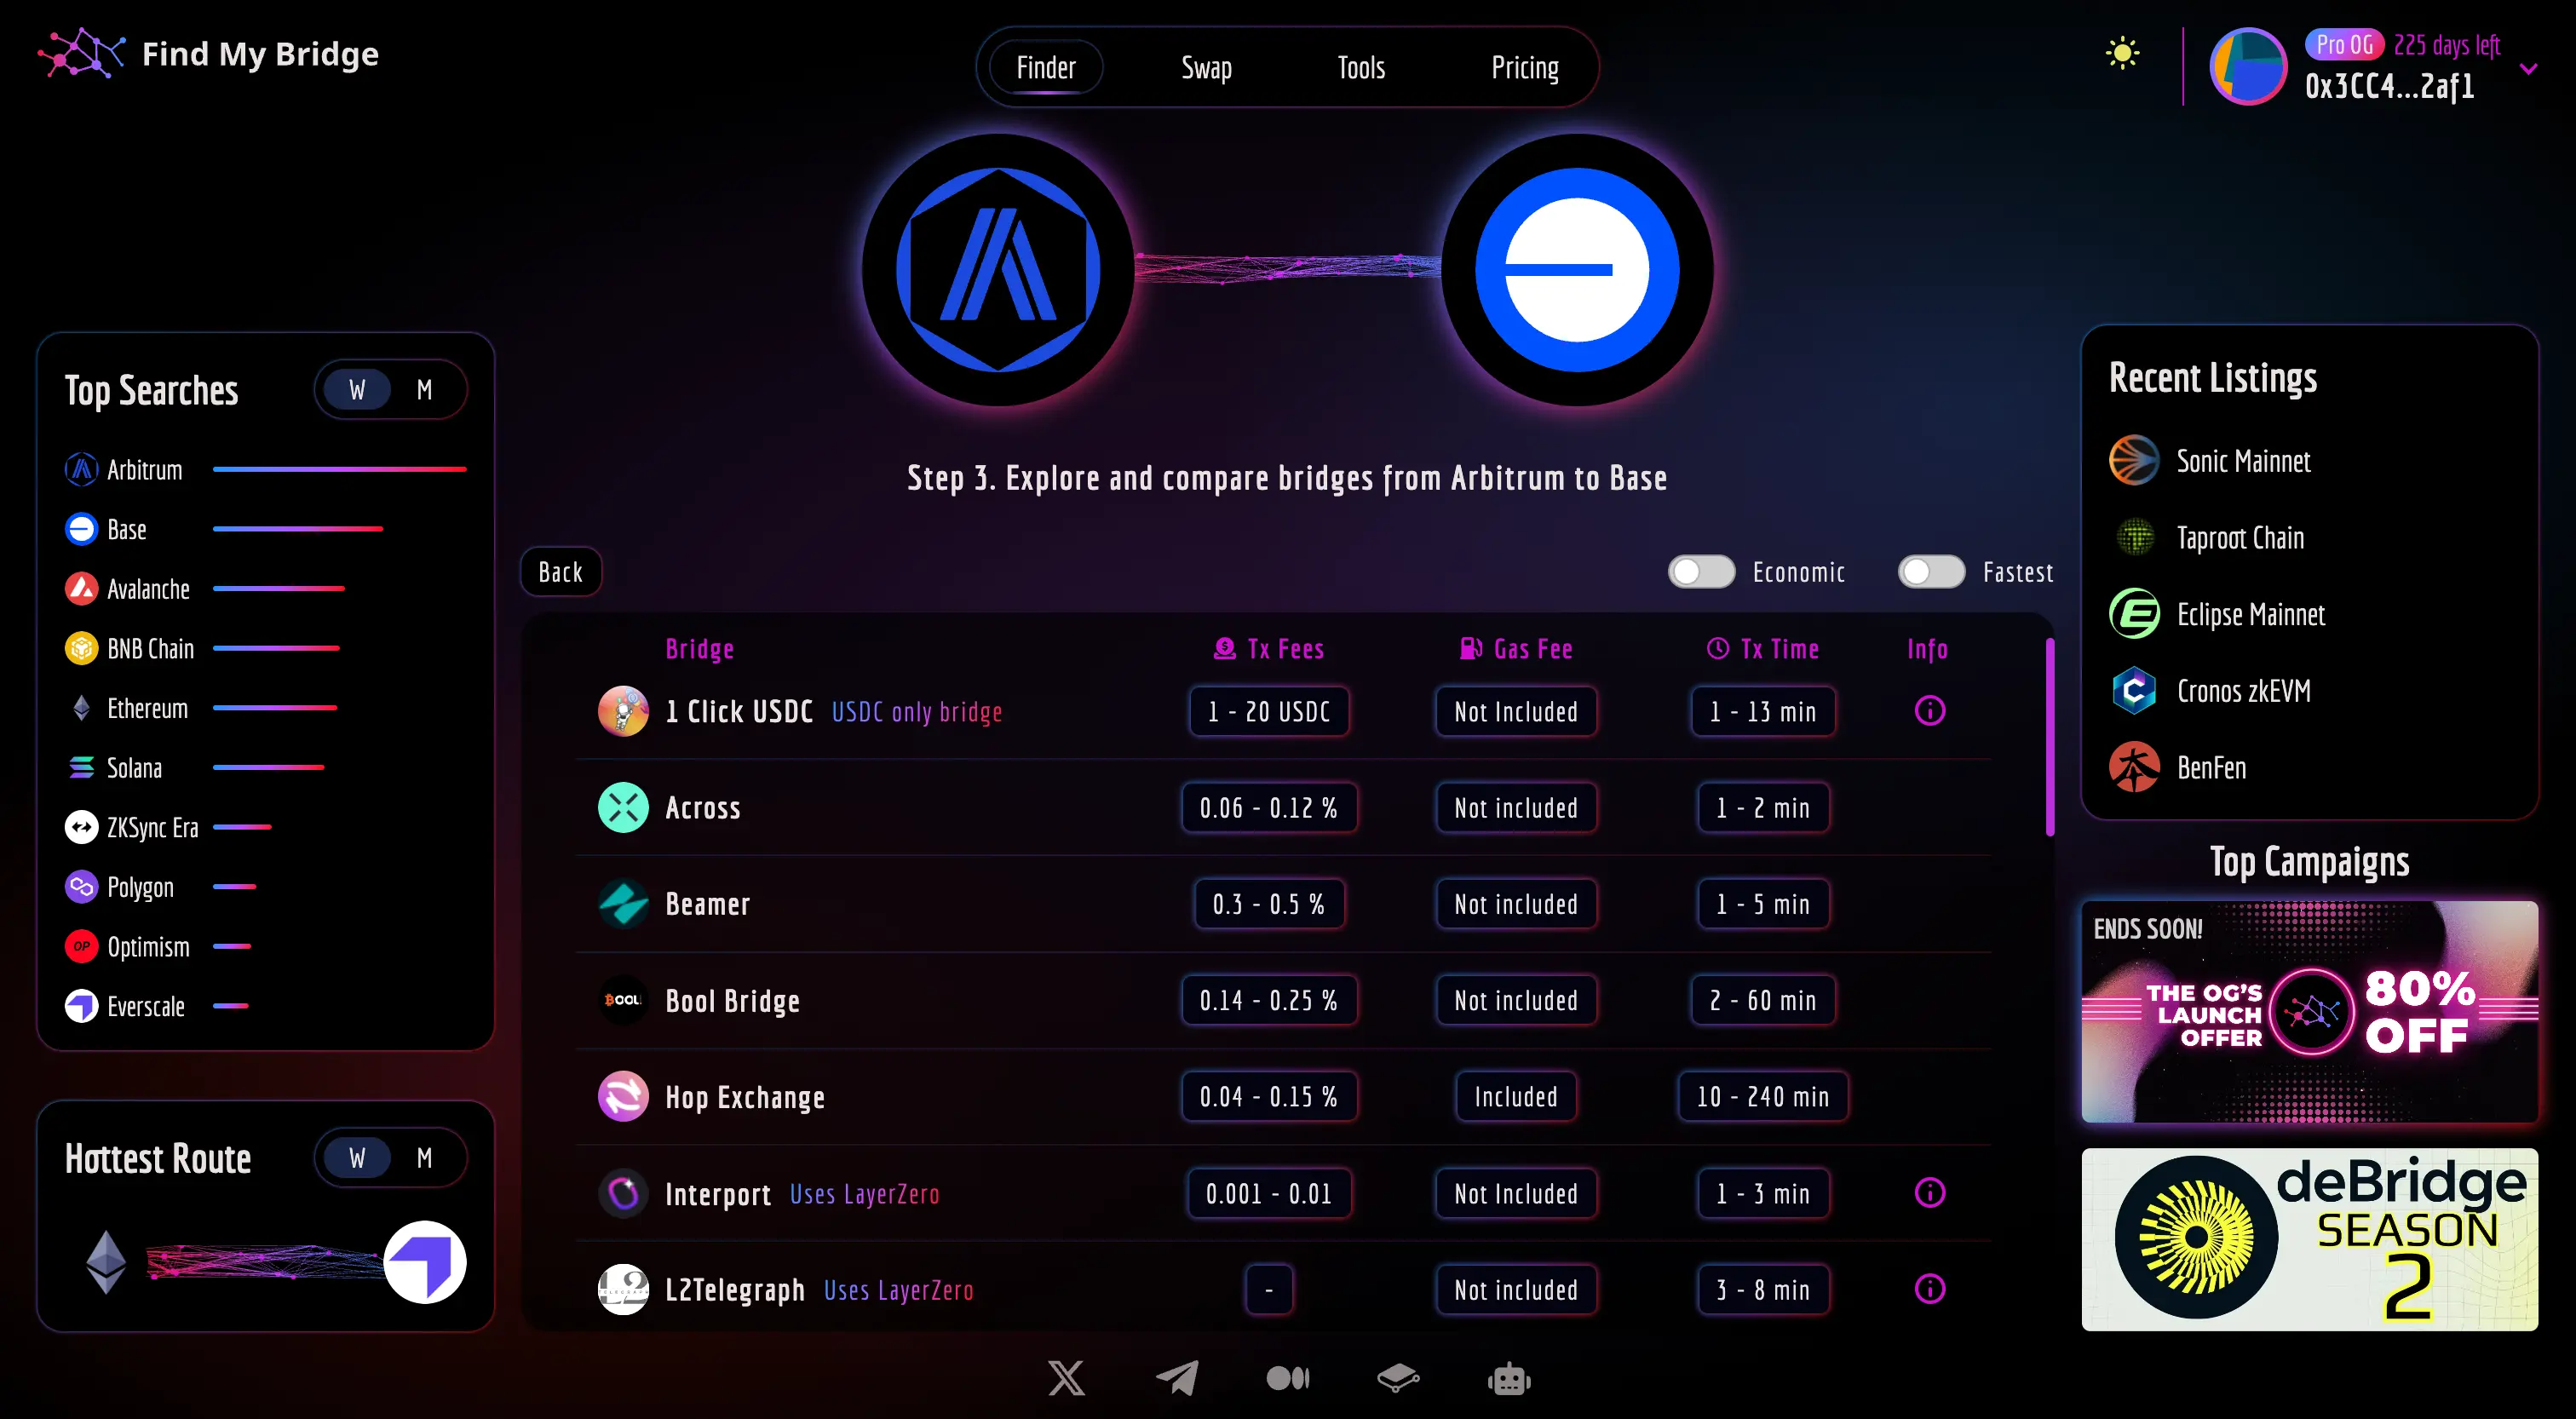 Find My Bridge
Finder
Swap
Tools
Pricing
Pro OG 225 days left
0x3CC4...2af1
Top Searches
W M
Arbitrum
Base
Avalanche
BNB Chain
Ethereum
Solana
ZKSync Era
Polygon
OP Optimism
Everscale
Hottest Route
W M
Step 3. Explore and compare bridges from Arbitrum to Base
Back
Economic
Fastest
Bridge Tx Fees Gas Fee Tx Time Info
1 Click USDC USDC only bridge 1 - 20 USDC Not Included 1 - 13 min
Across 0.06 - 0.12 % Not included 1 - 2 min
Beamer 0.3 - 0.5 % Not included 1 - 5 min
BOOL Bool Bridge 0.14 - 0.25 % Not included 2 - 60 min
Hop Exchange 0.04 - 0.15 % Included 10 - 240 min
Interport Uses LayerZero 0.001 - 0.01 Not Included 1 - 3 min
L2 L2Telegraph Uses LayerZero - Not included 3 - 8 min
Recent Listings
Sonic Mainnet
Taproot Chain
Eclipse Mainnet
Cronos zkEVM
BenFen
Top Campaigns
ENDS SOON!
THE OG'S
LAUNCH
OFFER
80%
OFF
deBridge
SEASON
2